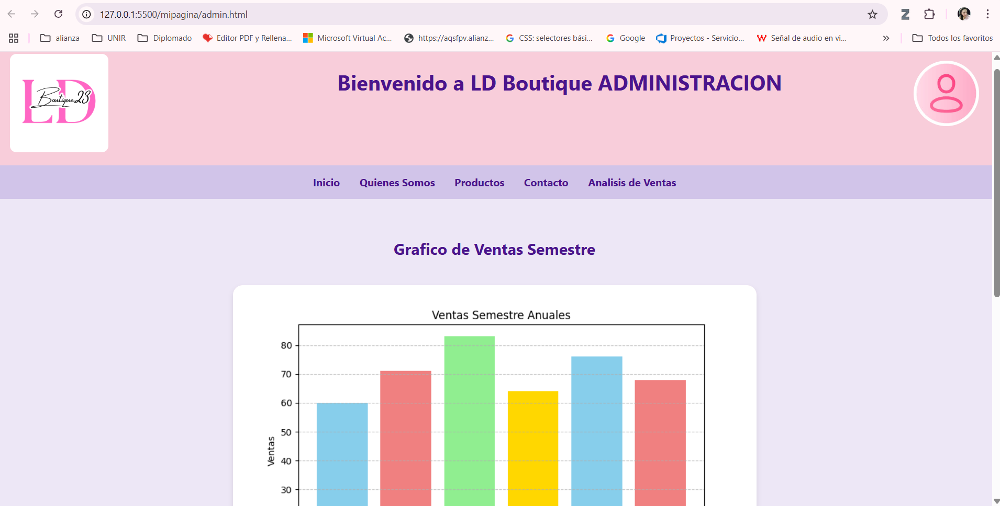 127.0.0.1:5500/mipagina/admin.html
alianza UNIR Diplomado Editor PDF y Rellena... Microsoft Virtual Ac... https://aqsfpv.alianz... CSS: selectores bási... Google Proyectos - Servicio... Señal de audio en vi... » Todos los favoritos
LD
Boutique23
Bienvenido a LD Boutique ADMINISTRACION
Inicio Quienes Somos Productos Contacto Analisis de Ventas
Grafico de Ventas Semestre
Ventas Semestre Anuales
80
70
60
50
40
30
Ventas